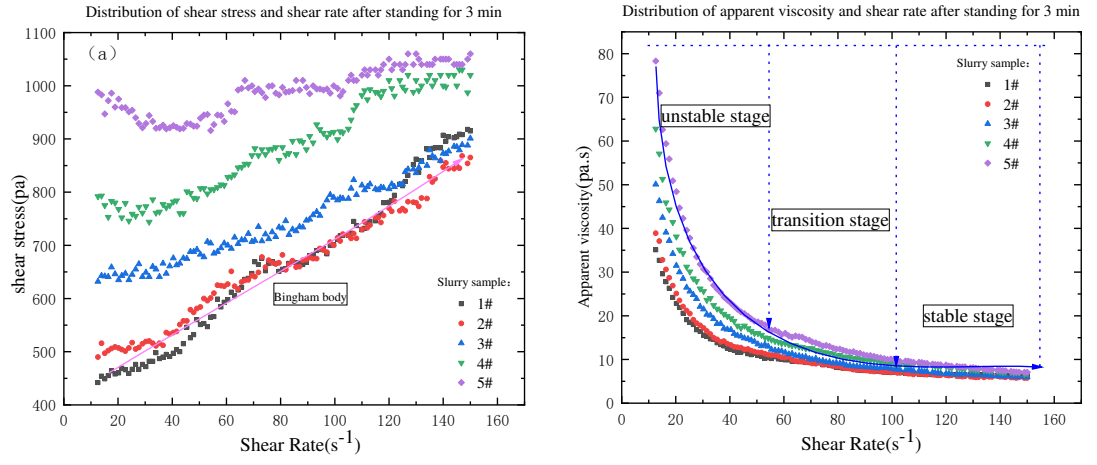 Distribution of shear stress and shear rate after standing for 3 min
(a)
1100
1000
900
800
700
600
500
400
shear stress(pa)
Bingham body
Slurry sample:
1#
2#
3#
4#
5#
0 20 40 60 80 100 120 140 160
Shear Rate(s⁻¹)
Distribution of apparent viscosity and shear rate after standing for 3 min
80
70
60
50
40
30
20
10
0
Apparent viscosity(pa.s)
unstable stage
transition stage
stable stage
Slurry sample:
1#
2#
3#
4#
5#
0 20 40 60 80 100 120 140 160
Shear Rate(s⁻¹)